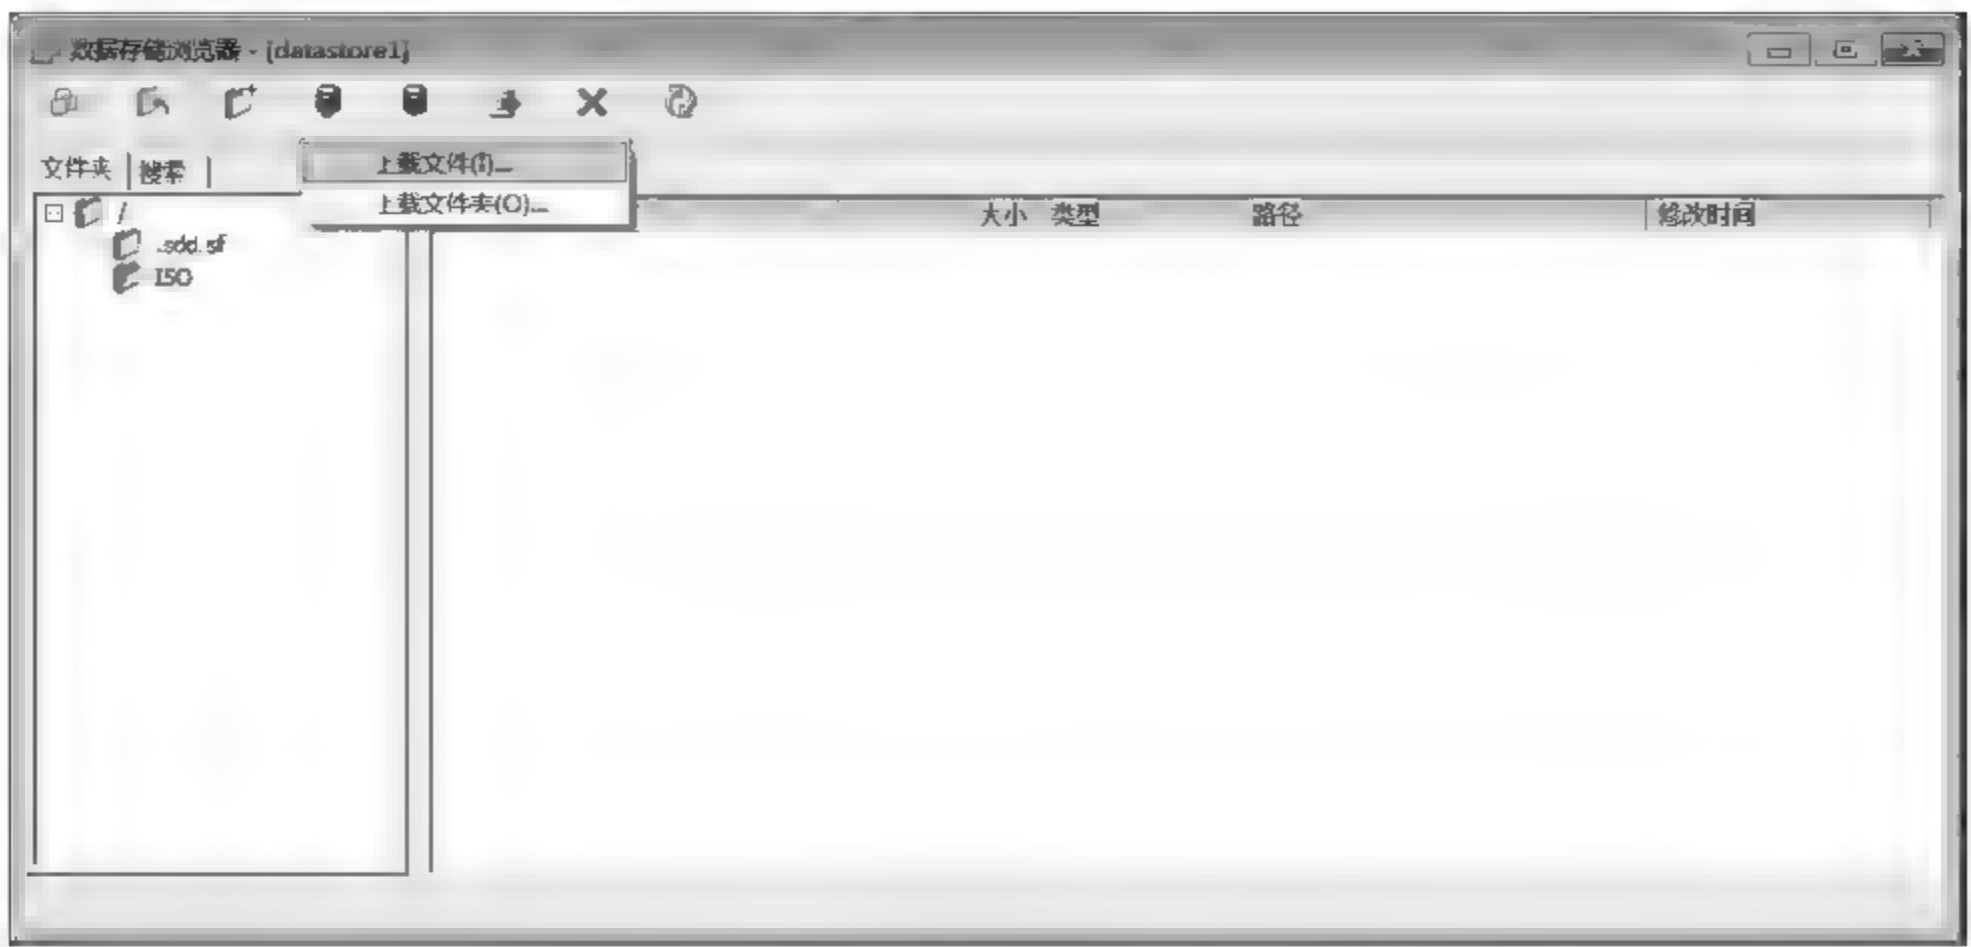 数据存储浏览器 - [datastore1]
文件夹 搜索
上载文件(I)...
上载文件夹(O)...
大小 类型 路径 修改时间
/
.sdd.sf
ISO